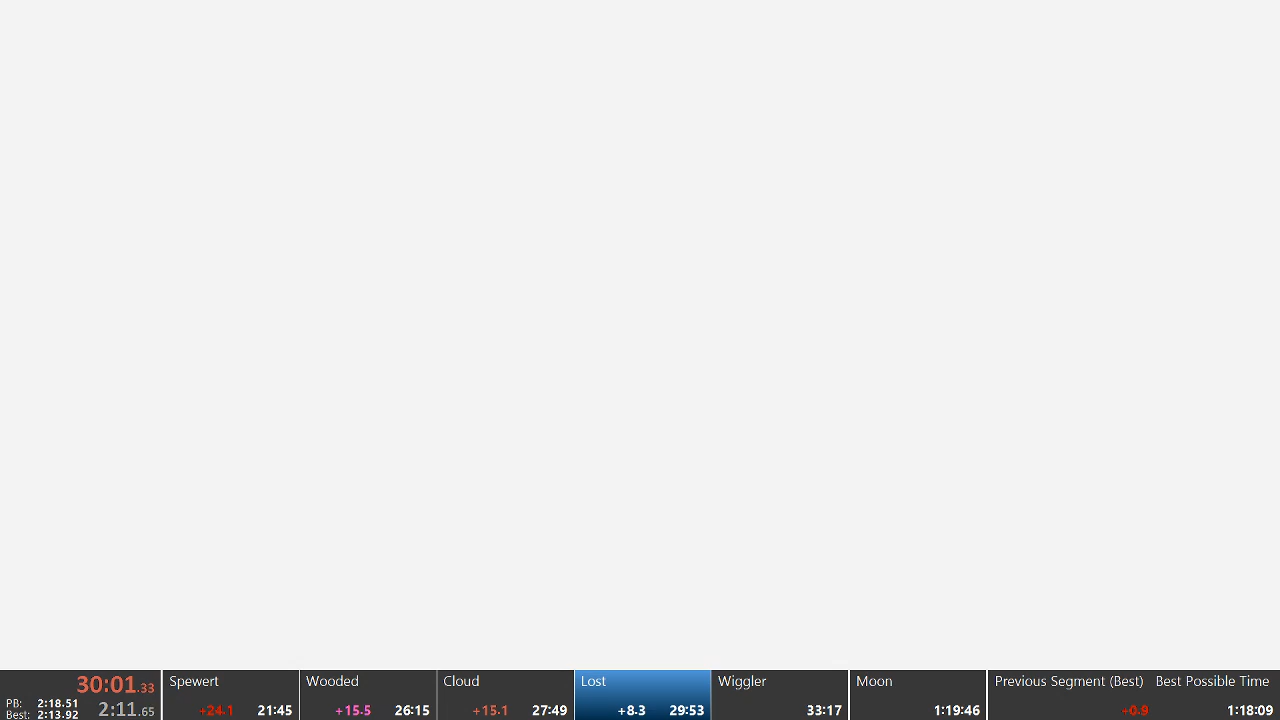 30:01.33
PB: 2:18.51
Best: 2:13.92
2:11.65
Spewert
+24.1 21:45
Wooded
+15.5 26:15
Cloud
+15.1 27:49
Lost
+8.3 29:53
Wiggler
33:17
Moon
1:19:46
Previous Segment (Best)
+0.9
Best Possible Time
1:18:09